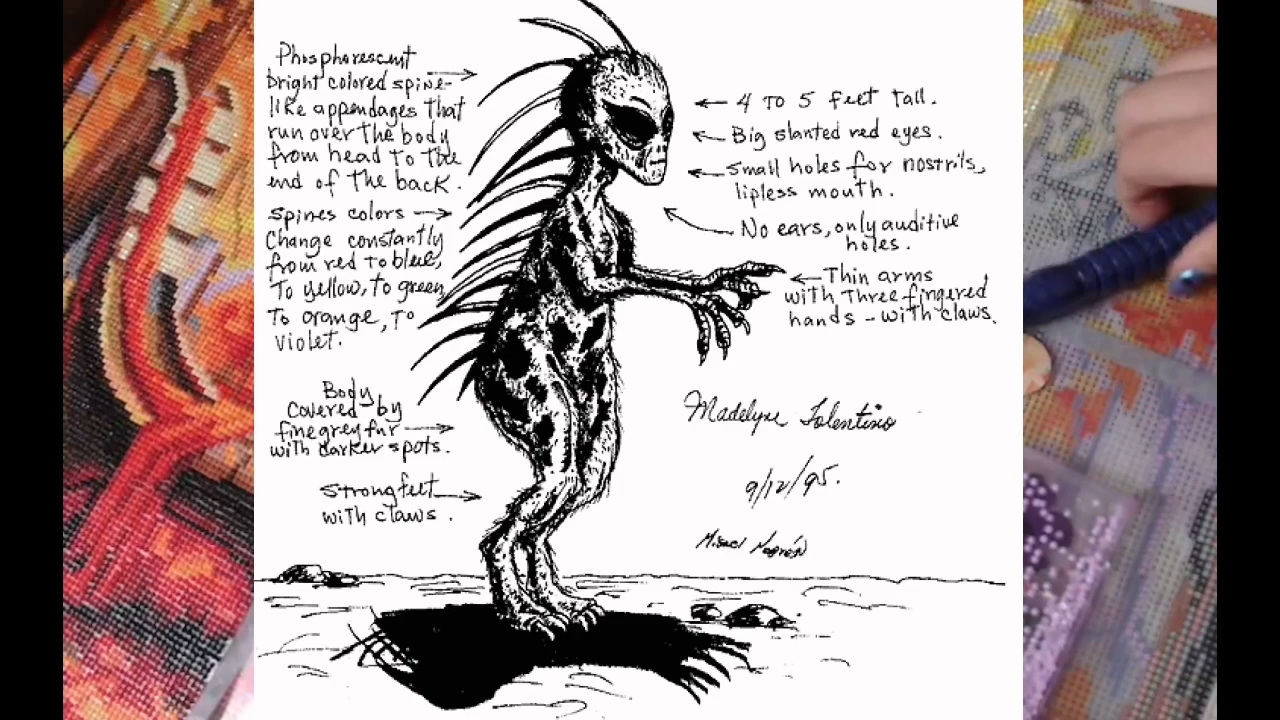 Phosphorescent
bright colored spine-
like appendages that
run over the body
from head to the
end of the back.
Spines colors
Change constantly
from red to blue,
To yellow, to green
To orange, To
violet.
Body
Covered by
fine grey fur
with darker spots.
Strong feet
with claws.
4 TO 5 feet tall.
Big slanted red eyes.
Small holes for nostrils,
lipless mouth.
No ears, only auditive
holes.
Thin arms
with Three fingered
hands - with claws.
Madelyne Tolentino
9/12/95.